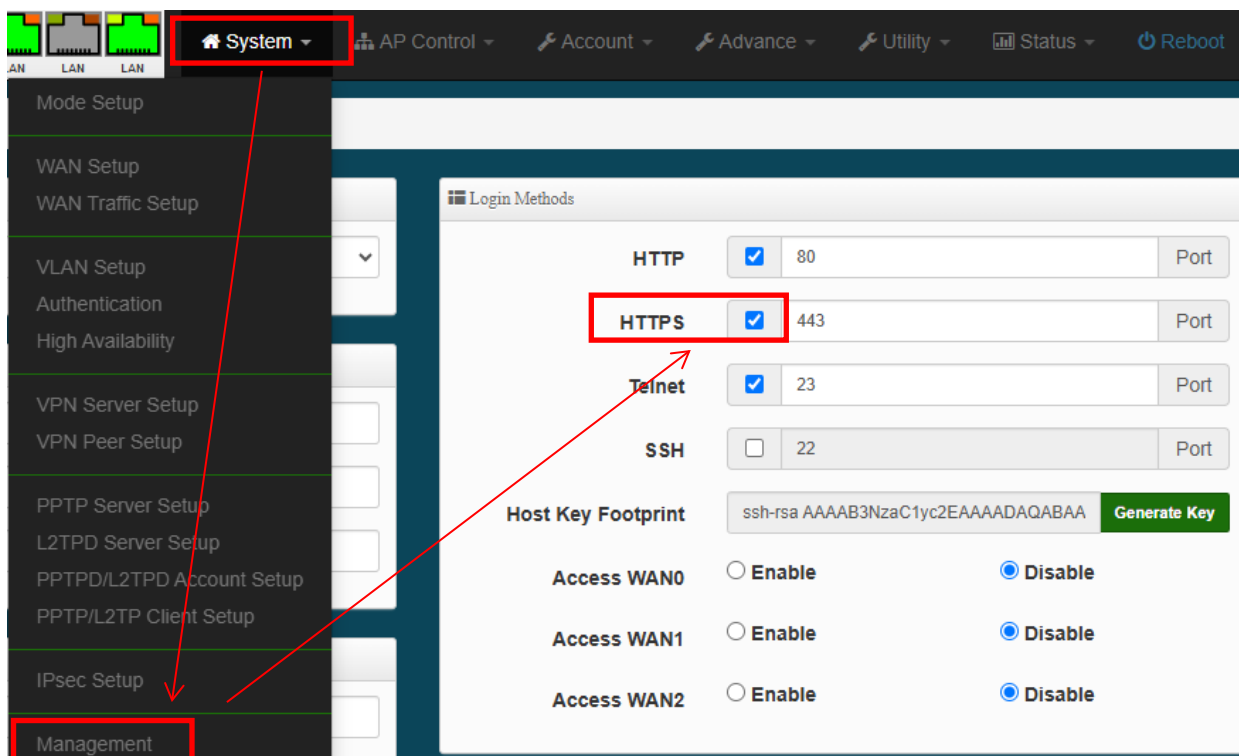 LAN LAN LAN
System AP Control Account Advance Utility Status Reboot
Mode Setup
WAN Setup
WAN Traffic Setup
VLAN Setup
Authentication
High Availability
VPN Server Setup
VPN Peer Setup
PPTP Server Setup
L2TPD Server Setup
PPTPD/L2TPD Account Setup
PPTP/L2TP Client Setup
IPsec Setup
Management
Login Methods
HTTP 80 Port
HTTPS 443 Port
Telnet 23 Port
SSH 22 Port
Host Key Footprint ssh-rsa AAAAB3NzaC1yc2EAAAADAQABAA Generate Key
Access WAN0 Enable Disable
Access WAN1 Enable Disable
Access WAN2 Enable Disable